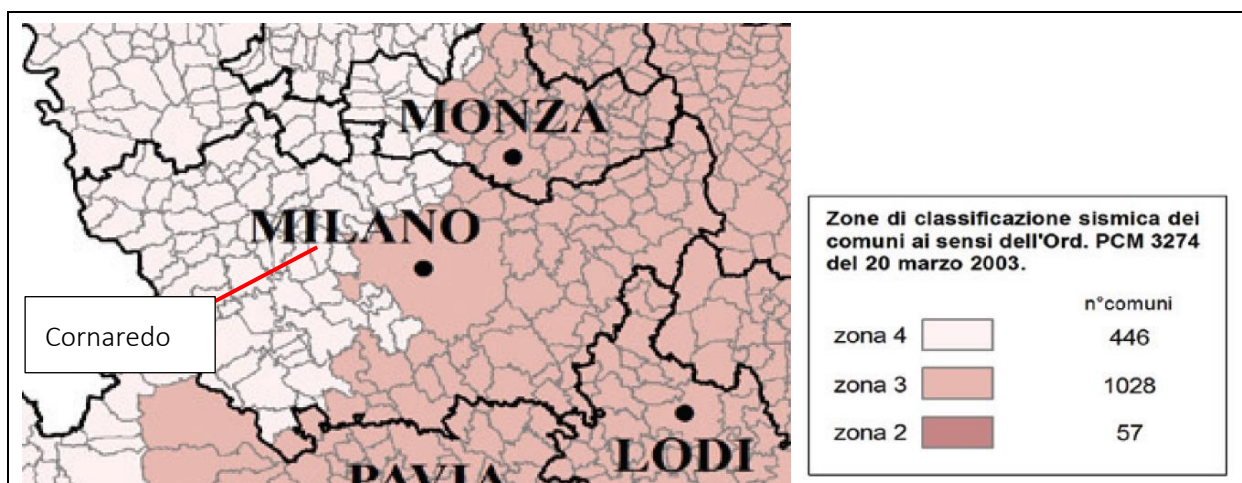 MONZA
MILANO
Cornaredo
LODI
PAVIA
Zone di classificazione sismica dei
comuni ai sensi dell'Ord. PCM 3274
del 20 marzo 2003.
n°comuni
zona 4 446
zona 3 1028
zona 2 57